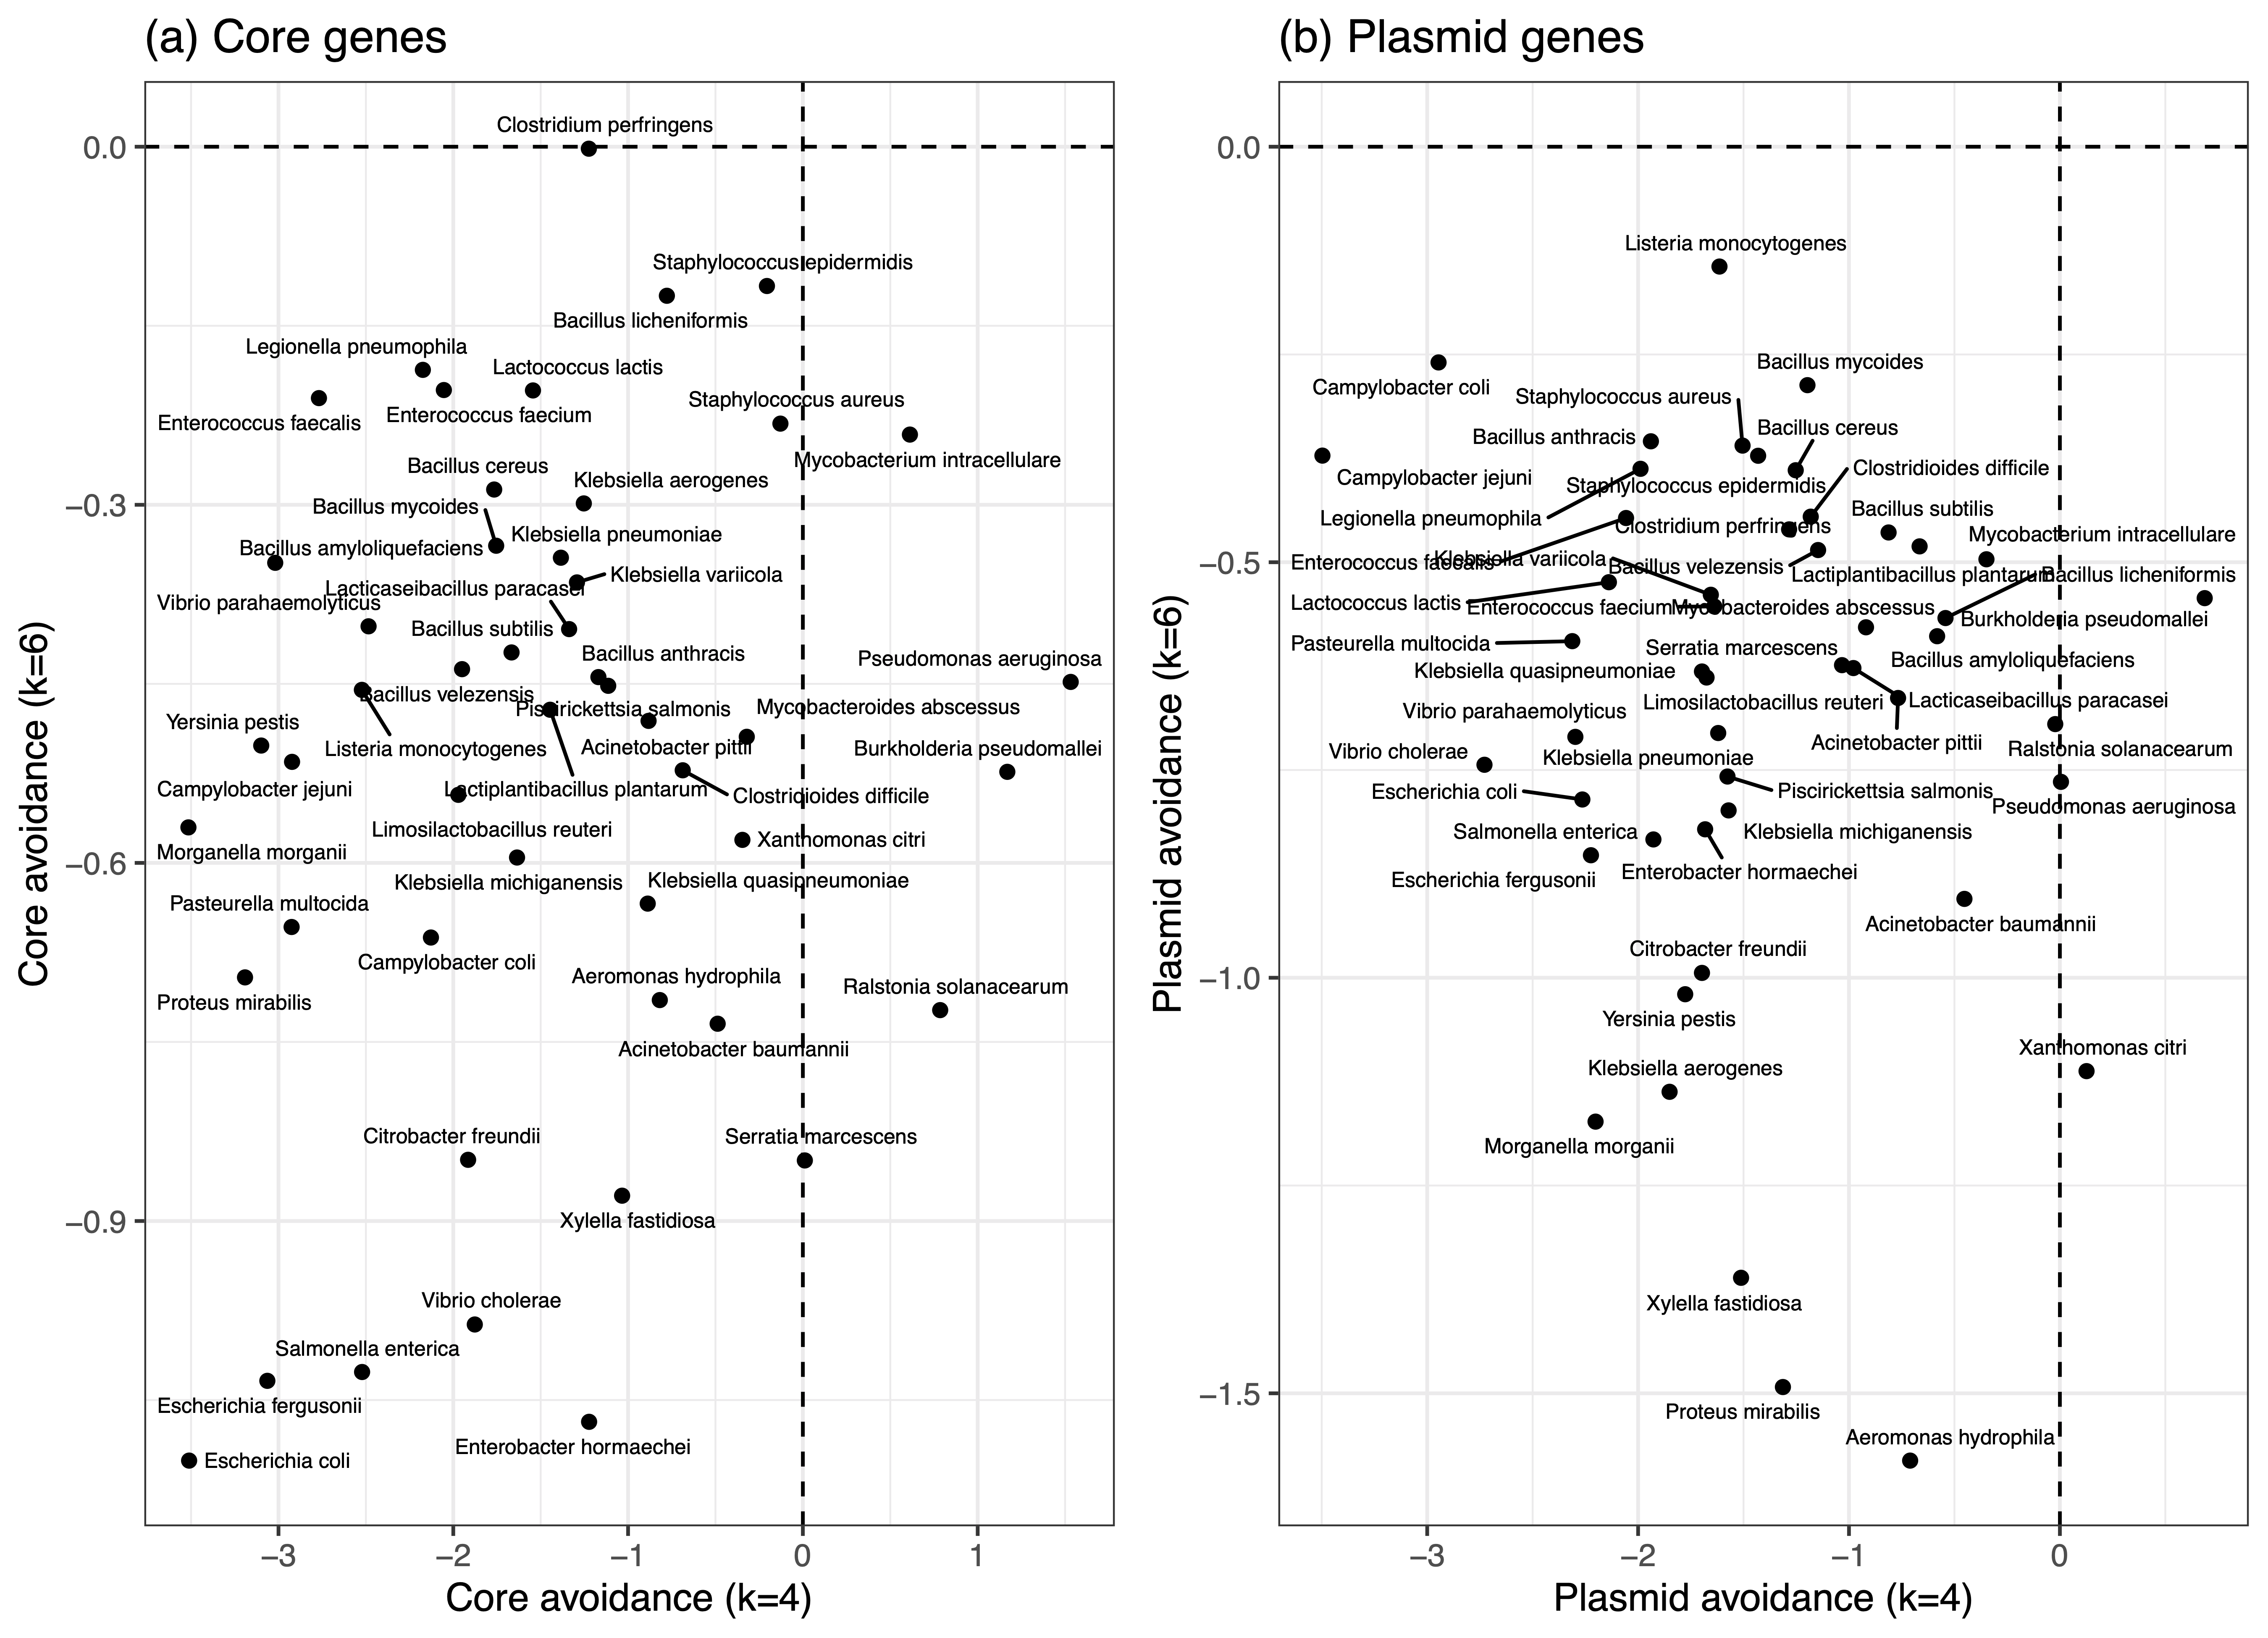 (a) Core genes
Clostridium perfringens
0.0
Staphylococcus epidermidis
Bacillus licheniformis
Legionella pneumophila
Lactococcus lactis
Enterococcus faecium
Enterococcus faecalis
Staphylococcus aureus
Mycobacterium intracellulare
Bacillus cereus
Klebsiella aerogenes
−0.3
Bacillus mycoides
Klebsiella pneumoniae
Bacillus amyloliquefaciens
Klebsiella variicola
Lacticaseibacillus paracasei
Vibrio parahaemolyticus
Bacillus subtilis
Bacillus anthracis
Pseudomonas aeruginosa
Bacillus velezensis
Piscirickettsia salmonis
Mycobacteroides abscessus
Yersinia pestis
Listeria monocytogenes
Acinetobacter pittii
Burkholderia pseudomallei
Campylobacter jejuni
Lactiplantibacillus plantarum
Clostridioides difficile
Limosilactobacillus reuteri
Xanthomonas citri
Morganella morganii
−0.6
Klebsiella michiganensis
Klebsiella quasipneumoniae
Pasteurella multocida
Campylobacter coli
Aeromonas hydrophila
Ralstonia solanacearum
Proteus mirabilis
Acinetobacter baumannii
Citrobacter freundii
Serratia marcescens
Xylella fastidiosa
−0.9
Vibrio cholerae
Salmonella enterica
Escherichia fergusonii
Enterobacter hormaechei
Escherichia coli
−3
−2
−1
0
1
Core avoidance (k=4)
Core avoidance (k=6)
(b) Plasmid genes
0.0
Listeria monocytogenes
Bacillus mycoides
Campylobacter coli
Staphylococcus aureus
Bacillus cereus
Bacillus anthracis
Clostridioides difficile
Campylobacter jejuni
Staphylococcus epidermidis
Bacillus subtilis
Legionella pneumophila
Clostridium perfringens
Mycobacterium intracellulare
Enterococcus faecalis
Klebsiella variicola
−0.5
Bacillus velezensis
Lactiplantibacillus plantarum
Bacillus licheniformis
Lactococcus lactis
Enterococcus faecium
Mycobacteroides abscessus
Burkholderia pseudomallei
Pasteurella multocida
Serratia marcescens
Bacillus amyloliquefaciens
Klebsiella quasipneumoniae
Limosilactobacillus reuteri
Lacticaseibacillus paracasei
Vibrio parahaemolyticus
Acinetobacter pittii
Ralstonia solanacearum
Vibrio cholerae
Klebsiella pneumoniae
Escherichia coli
Piscirickettsia salmonis
Pseudomonas aeruginosa
Salmonella enterica
Klebsiella michiganensis
Escherichia fergusonii
Enterobacter hormaechei
Acinetobacter baumannii
Citrobacter freundii
−1.0
Yersinia pestis
Xanthomonas citri
Klebsiella aerogenes
Morganella morganii
Xylella fastidiosa
−1.5
Proteus mirabilis
Aeromonas hydrophila
−3
−2
−1
0
Plasmid avoidance (k=4)
Plasmid avoidance (k=6)